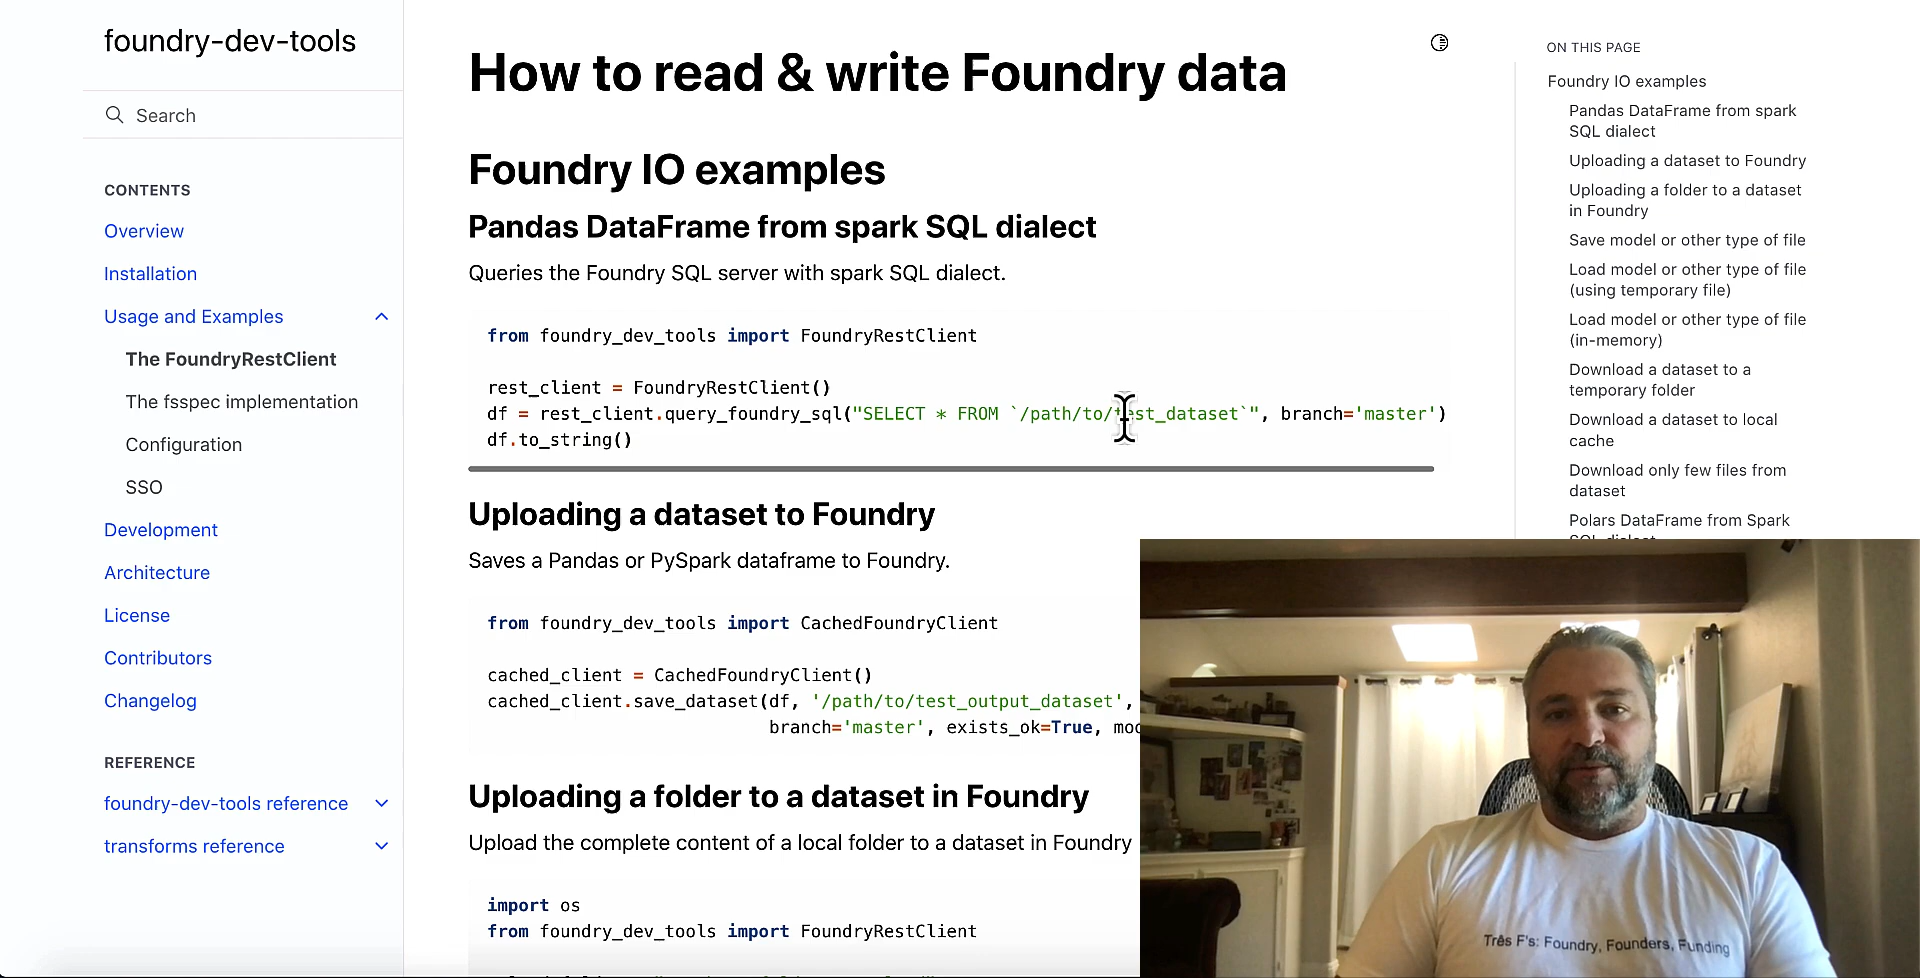 foundry-dev-tools
Search
CONTENTS
Overview
Installation
Usage and Examples
The FoundryRestClient
The fsspec implementation
Configuration
SSO
Development
Architecture
License
Contributors
Changelog
REFERENCE
foundry-dev-tools reference
transforms reference
How to read & write Foundry data
Foundry IO examples
Pandas DataFrame from spark SQL dialect
Queries the Foundry SQL server with spark SQL dialect.
from foundry_dev_tools import FoundryRestClient
rest_client = FoundryRestClient()
df = rest_client.query_foundry_sql("SELECT * FROM `/path/to/test_dataset`", branch='master')
df.to_string()
Uploading a dataset to Foundry
Saves a Pandas or PySpark dataframe to Foundry.
from foundry_dev_tools import CachedFoundryClient
cached_client = CachedFoundryClient()
cached_client.save_dataset(df, '/path/to/test_output_dataset',
branch='master', exists_ok=True, mod
Uploading a folder to a dataset in Foundry
Upload the complete content of a local folder to a dataset in Foundry
import os
from foundry_dev_tools import FoundryRestClient
ON THIS PAGE
Foundry IO examples
Pandas DataFrame from spark
SQL dialect
Uploading a dataset to Foundry
Uploading a folder to a dataset
in Foundry
Save model or other type of file
Load model or other type of file
(using temporary file)
Load model or other type of file
(in-memory)
Download a dataset to a
temporary folder
Download a dataset to local
cache
Download only few files from
dataset
Polars DataFrame from Spark
SQL dialect
Três F's: Foundry, Founders, Funding